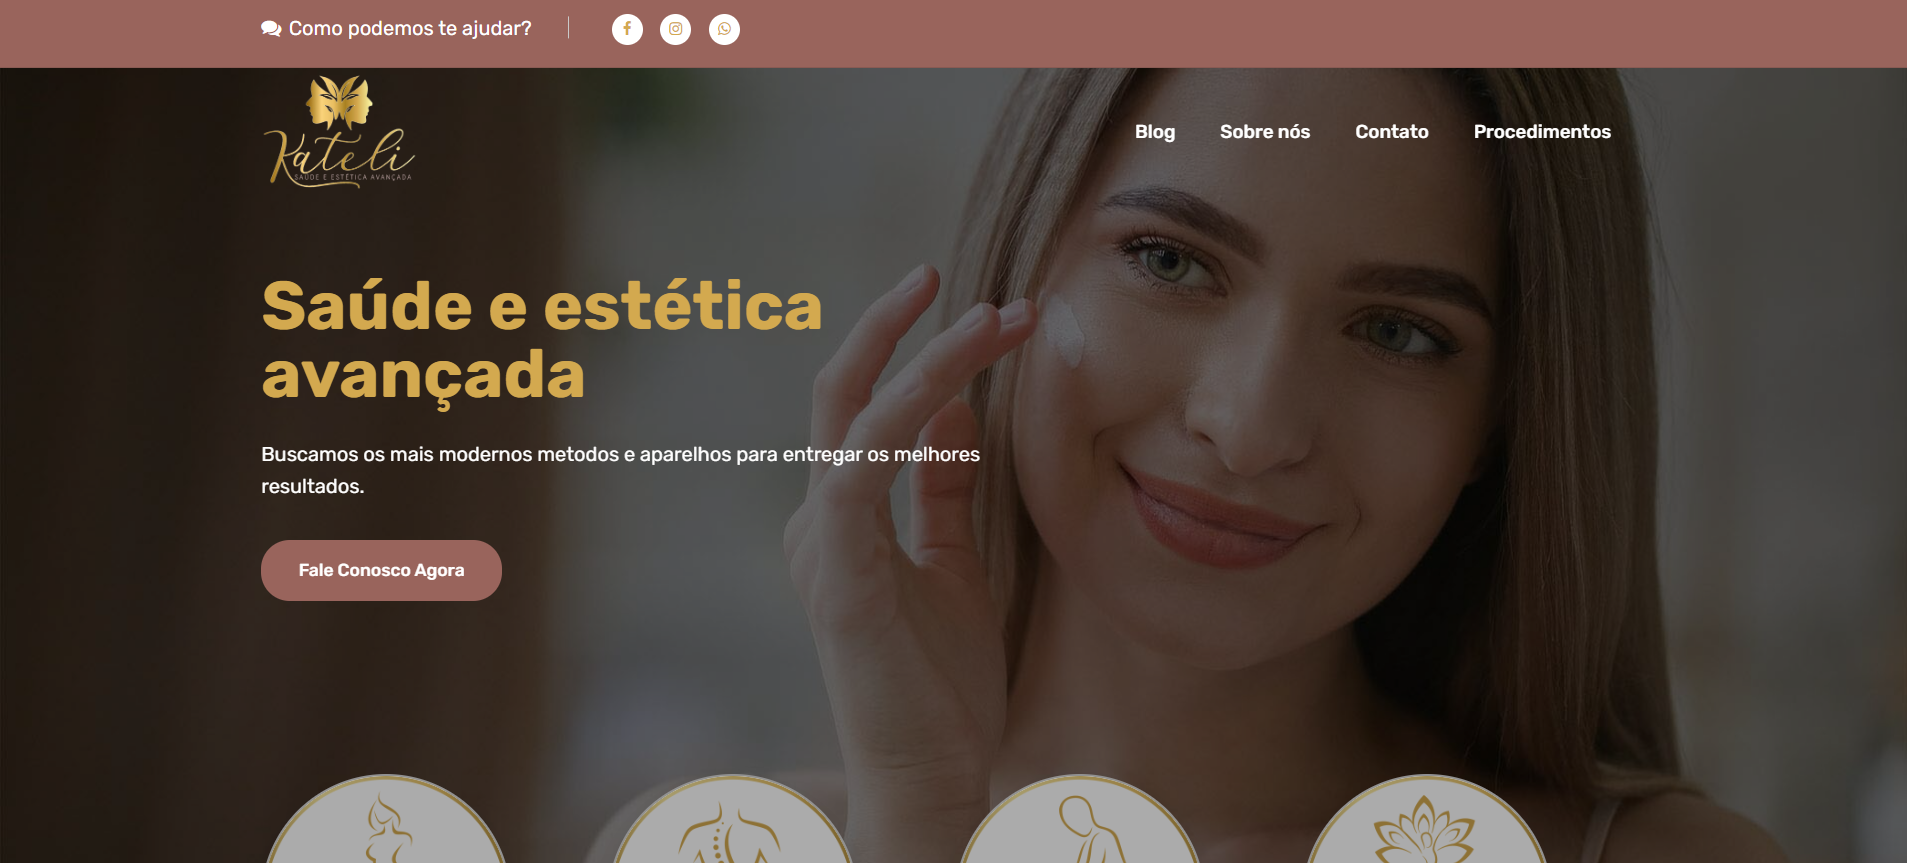 Como podemos te ajudar?
Kateli
SAÚDE E ESTÉTICA AVANÇADA
Blog
Sobre nós
Contato
Procedimentos
Saúde e estética
avançada
Buscamos os mais modernos metodos e aparelhos para entregar os melhores
resultados.
Fale Conosco Agora